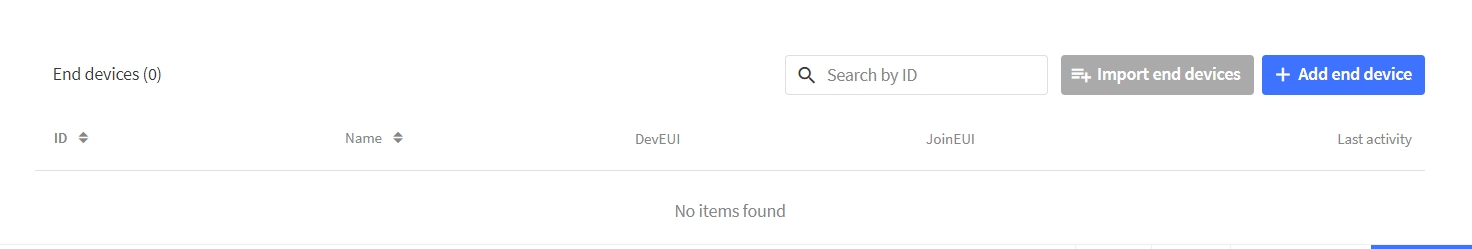 End devices (0)
Search by ID
Import end devices
Add end device
ID
Name
DevEUI
JoinEUI
Last activity
No items found